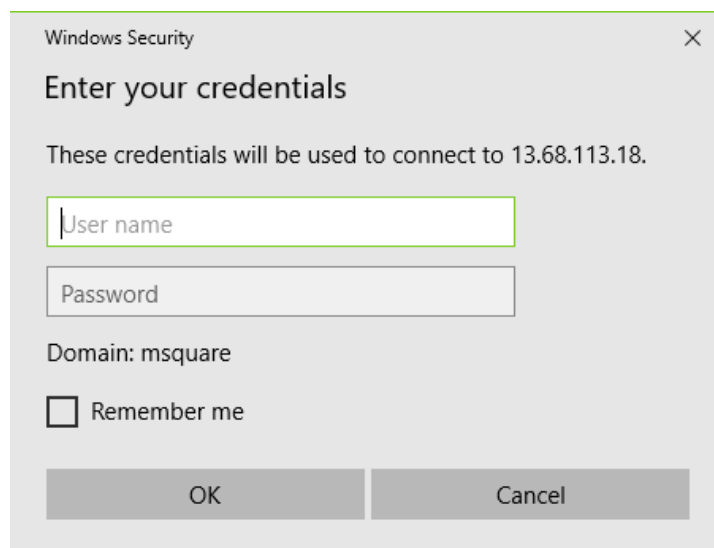 Windows Security
Enter your credentials
These credentials will be used to connect to 13.68.113.18.
User name
Password
Domain: msquare
Remember me
OK
Cancel